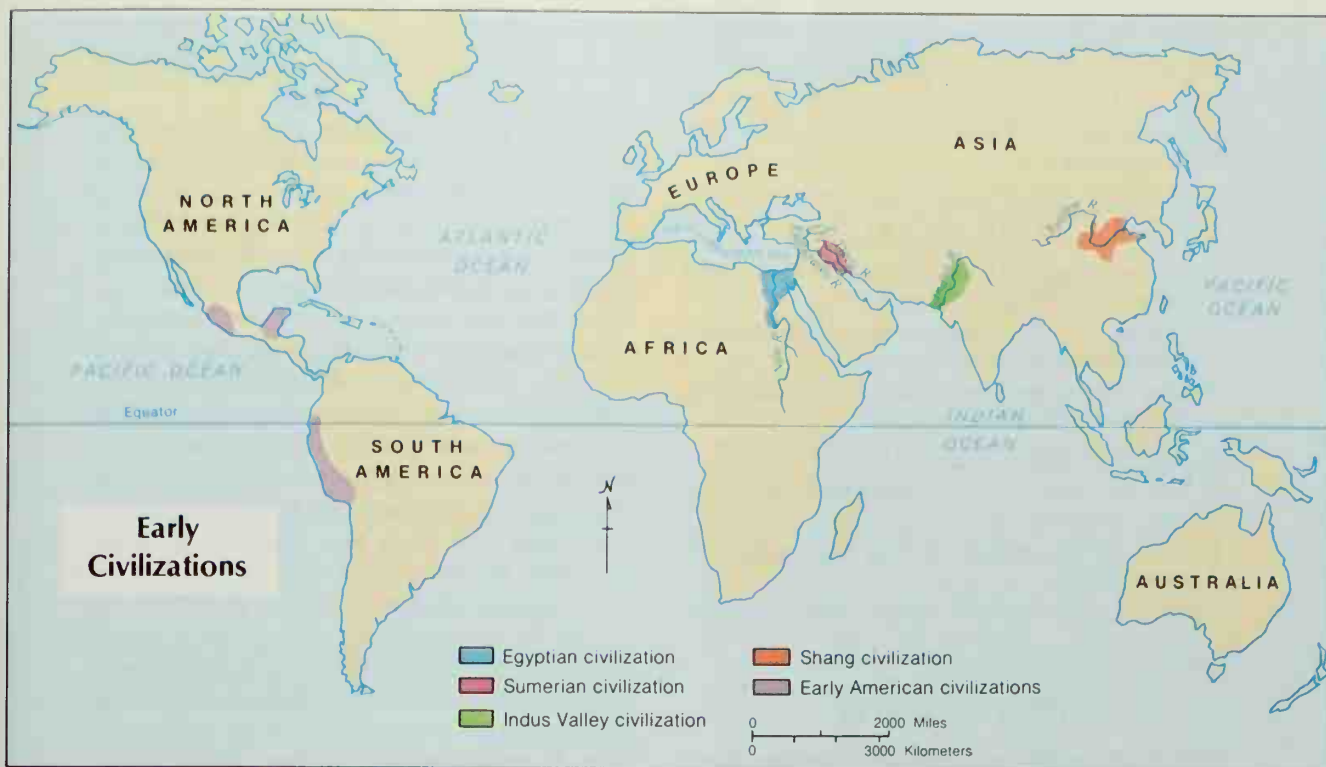 NORTH
AMERICA
ATLANTIC
OCEAN
EUROPE
ASIA
R.
R.
R.
PACIFIC
OCEAN
AFRICA
R.
PACIFIC OCEAN
Equator
INDIAN
OCEAN
SOUTH
AMERICA
N
Early
Civilizations
AUSTRALIA
Egyptian civilization
Sumerian civilization
Indus Valley civilization
Shang civilization
Early American civilizations
0 2000 Miles
0 3000 Kilometers